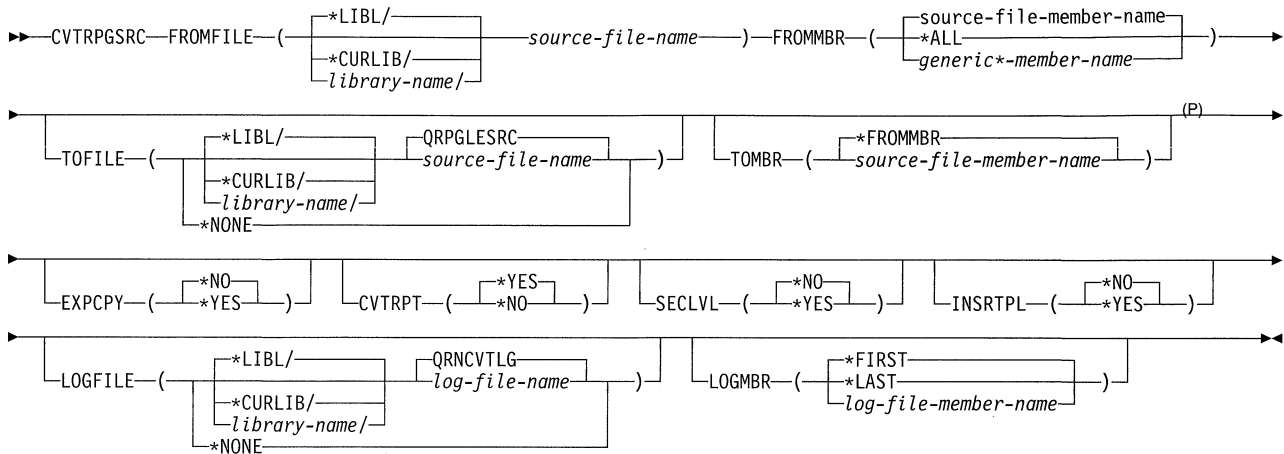 *LIBL/ source-file-member-name
CVTRPGSRC FROMFILE ( source-file-name ) FROMMBR ( *ALL )
*CURLIB/ generic*-member-name
library-name/
(P)
*LIBL/ QRPGLESRC *FROMMBR
TOFILE ( source-file-name ) TOMBR ( source-file-member-name )
*CURLIB/
library-name/
*NONE
*NO *YES *NO *NO
EXPCPY ( *YES ) CVTRPT ( *NO ) SECLVL ( *YES ) INSRTPL ( *YES )
*LIBL/ QRNCVTLG *FIRST
LOGFILE ( log-file-name ) LOGMBR ( *LAST )
*CURLIB/ log-file-member-name
library-name/
*NONE